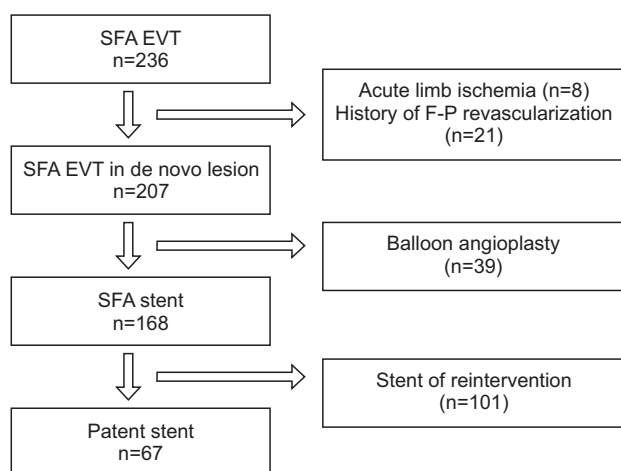 SFA EVT
n=236
Acute limb ischemia (n=8)
History of F-P revascularization
(n=21)
SFA EVT in de novo lesion
n=207
Balloon angioplasty
(n=39)
SFA stent
n=168
Stent of reintervention
(n=101)
Patent stent
n=67